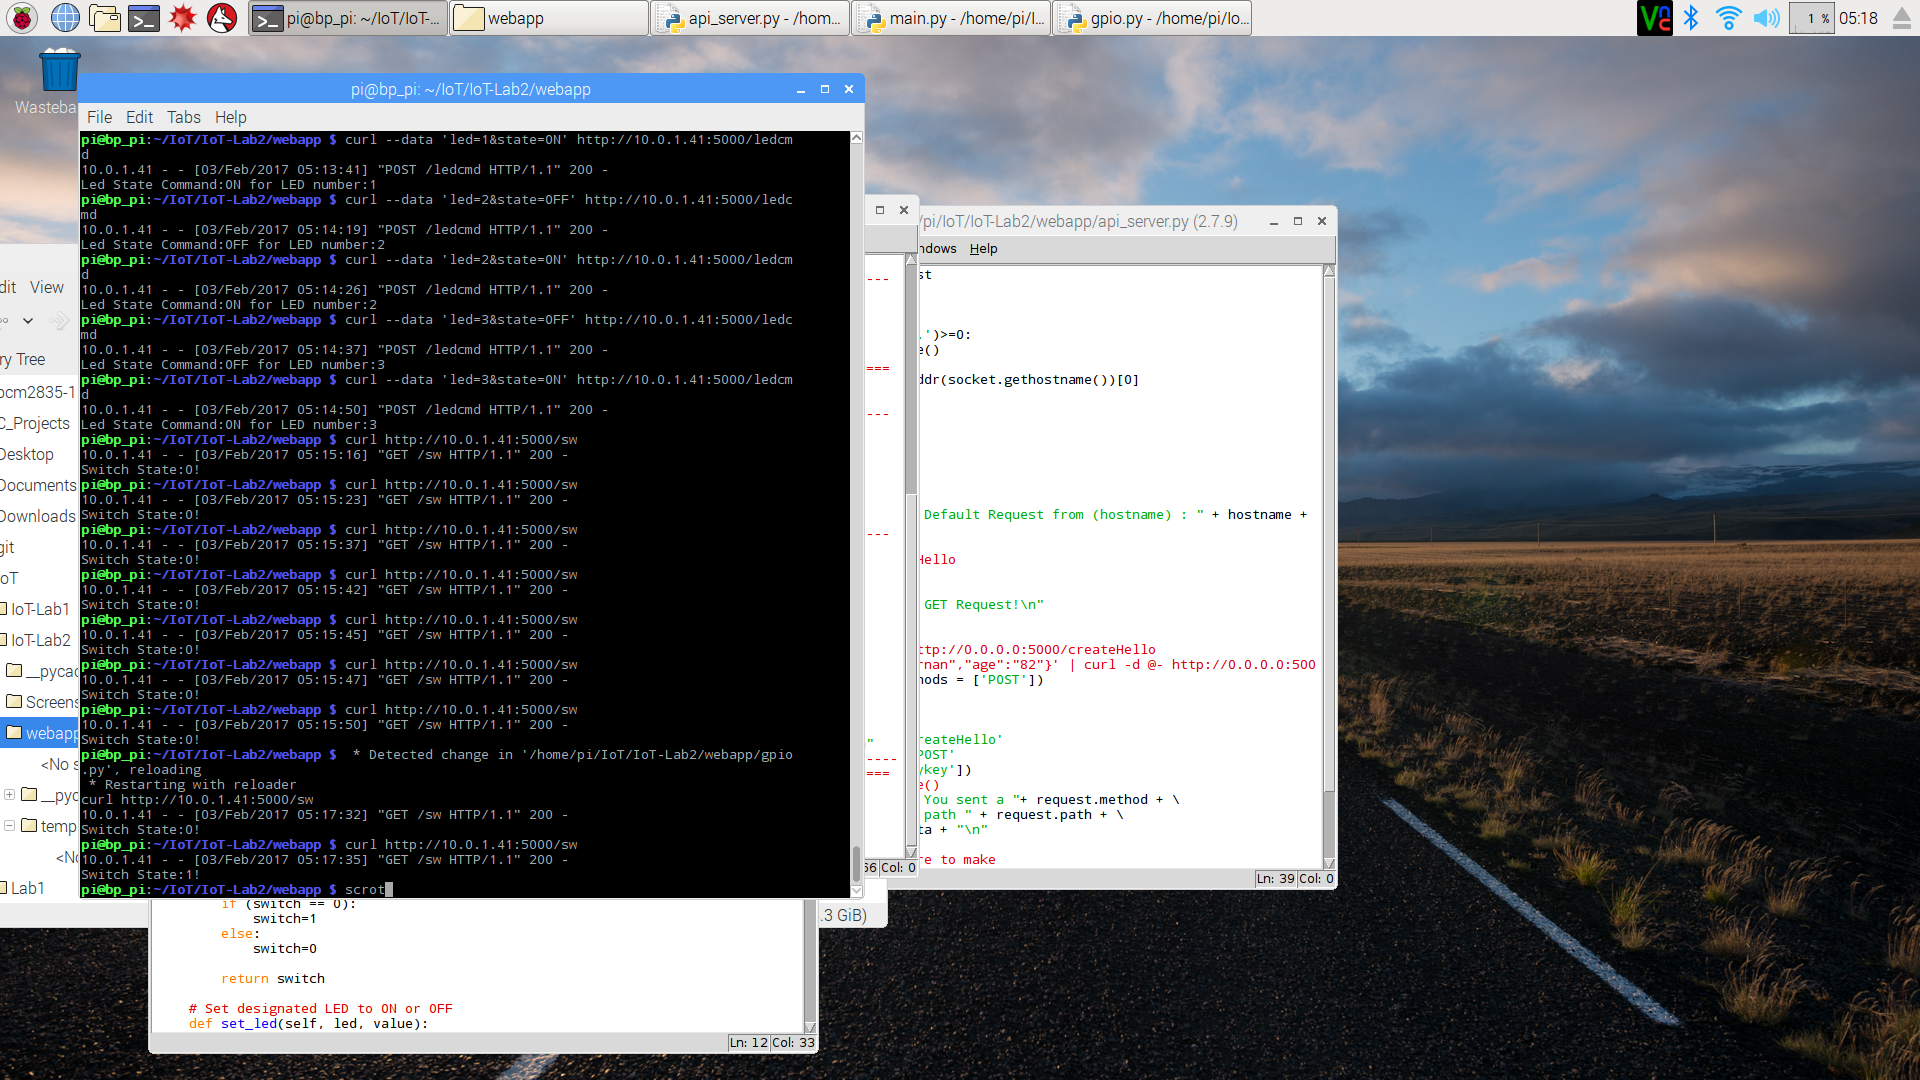 pi@bp_pi: ~/IoT/IoT-...
webapp
api_server.py - /hom...
main.py - /home/pi/I...
gpio.py - /home/pi/Io...
1 %
05:18
Wasteba
pi@bp_pi: ~/IoT/IoT-Lab2/webapp
File Edit Tabs Help
pi@bp_pi:~/IoT/IoT-Lab2/webapp $ curl --data 'led=1&state=ON' http://10.0.1.41:5000/ledcm
d
10.0.1.41 - - [03/Feb/2017 05:13:41] "POST /ledcmd HTTP/1.1" 200 -
Led State Command:ON for LED number:1
pi@bp_pi:~/IoT/IoT-Lab2/webapp $ curl --data 'led=2&state=OFF' http://10.0.1.41:5000/ledc
md
10.0.1.41 - - [03/Feb/2017 05:14:19] "POST /ledcmd HTTP/1.1" 200 -
Led State Command:OFF for LED number:2
pi@bp_pi:~/IoT/IoT-Lab2/webapp $ curl --data 'led=2&state=ON' http://10.0.1.41:5000/ledcm
d
10.0.1.41 - - [03/Feb/2017 05:14:26] "POST /ledcmd HTTP/1.1" 200 -
Led State Command:ON for LED number:2
pi@bp_pi:~/IoT/IoT-Lab2/webapp $ curl --data 'led=3&state=OFF' http://10.0.1.41:5000/ledc
md
10.0.1.41 - - [03/Feb/2017 05:14:37] "POST /ledcmd HTTP/1.1" 200 -
Led State Command:OFF for LED number:3
pi@bp_pi:~/IoT/IoT-Lab2/webapp $ curl --data 'led=3&state=ON' http://10.0.1.41:5000/ledcm
d
10.0.1.41 - - [03/Feb/2017 05:14:50] "POST /ledcmd HTTP/1.1" 200 -
Led State Command:ON for LED number:3
pi@bp_pi:~/IoT/IoT-Lab2/webapp $ curl http://10.0.1.41:5000/sw
10.0.1.41 - - [03/Feb/2017 05:15:16] "GET /sw HTTP/1.1" 200 -
Switch State:0!
pi@bp_pi:~/IoT/IoT-Lab2/webapp $ curl http://10.0.1.41:5000/sw
10.0.1.41 - - [03/Feb/2017 05:15:23] "GET /sw HTTP/1.1" 200 -
Switch State:0!
pi@bp_pi:~/IoT/IoT-Lab2/webapp $ curl http://10.0.1.41:5000/sw
10.0.1.41 - - [03/Feb/2017 05:15:37] "GET /sw HTTP/1.1" 200 -
Switch State:0!
pi@bp_pi:~/IoT/IoT-Lab2/webapp $ curl http://10.0.1.41:5000/sw
10.0.1.41 - - [03/Feb/2017 05:15:42] "GET /sw HTTP/1.1" 200 -
Switch State:0!
pi@bp_pi:~/IoT/IoT-Lab2/webapp $ curl http://10.0.1.41:5000/sw
10.0.1.41 - - [03/Feb/2017 05:15:45] "GET /sw HTTP/1.1" 200 -
Switch State:0!
pi@bp_pi:~/IoT/IoT-Lab2/webapp $ curl http://10.0.1.41:5000/sw
10.0.1.41 - - [03/Feb/2017 05:15:47] "GET /sw HTTP/1.1" 200 -
Switch State:0!
pi@bp_pi:~/IoT/IoT-Lab2/webapp $ curl http://10.0.1.41:5000/sw
10.0.1.41 - - [03/Feb/2017 05:15:50] "GET /sw HTTP/1.1" 200 -
Switch State:0!
pi@bp_pi:~/IoT/IoT-Lab2/webapp $  * Detected change in '/home/pi/IoT/IoT-Lab2/webapp/gpio
.py', reloading
 * Restarting with reloader
curl http://10.0.1.41:5000/sw
10.0.1.41 - - [03/Feb/2017 05:17:32] "GET /sw HTTP/1.1" 200 -
Switch State:0!
pi@bp_pi:~/IoT/IoT-Lab2/webapp $ curl http://10.0.1.41:5000/sw
10.0.1.41 - - [03/Feb/2017 05:17:35] "GET /sw HTTP/1.1" 200 -
Switch State:1!
pi@bp_pi:~/IoT/IoT-Lab2/webapp $ scrot
dit View
ry Tree
bcm2835-1
C_Projects
Desktop
Documents
Downloads
git
oT
IoT-Lab1
IoT-Lab2
__pycac
Screens
webapp
<No s
__pyc
temp
<No
Lab1
.3 GiB)
---
===
---
---
"
----
===
66 Col: 0
/pi/IoT/IoT-Lab2/webapp/api_server.py (2.7.9)
ndows Help
st
.')>=0:
e()
ddr(socket.gethostname())[0]
Default Request from (hostname) : " + hostname +
Hello
GET Request!\n"
ttp://0.0.0.0:5000/createHello
rnan","age":"82"}' | curl -d @- http://0.0.0.0:500
hods = ['POST'])
reateHello'
POST'
ykey'])
e()
You sent a "+ request.method + \
path " + request.path + \
ta + "\n"
re to make
Ln: 39 Col: 0
if (switch == 0):
switch=1
else:
switch=0
return switch
# Set designated LED to ON or OFF
def set_led(self, led, value):
Ln: 12 Col: 33